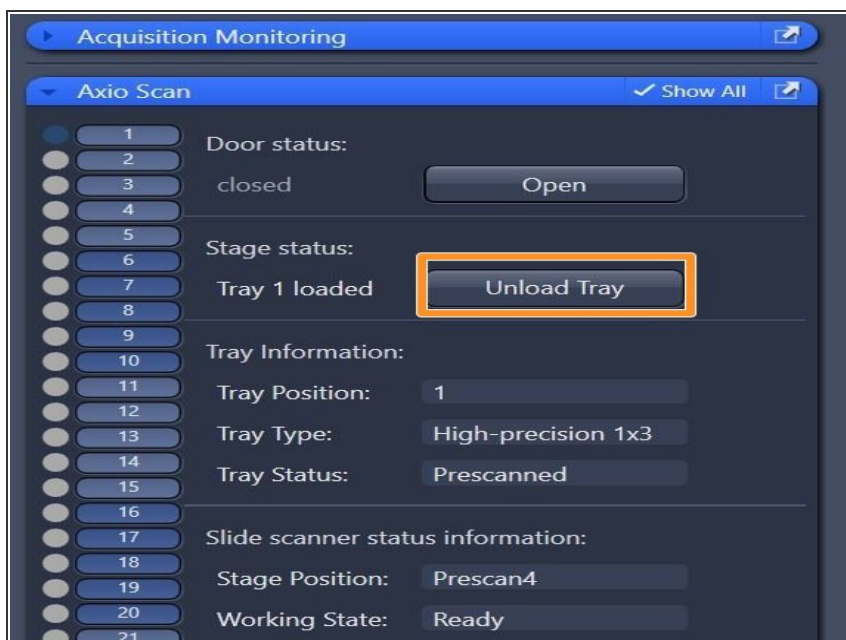 Acquisition Monitoring
Axio Scan
Show All
1
2
3
4
5
6
7
8
9
10
11
12
13
14
15
16
17
18
19
20
21
Door status:
closed
Open
Stage status:
Tray 1 loaded
Unload Tray
Tray Information:
Tray Position:
1
Tray Type:
High-precision 1x3
Tray Status:
Prescanned
Slide scanner status information:
Stage Position:
Prescan4
Working State:
Ready